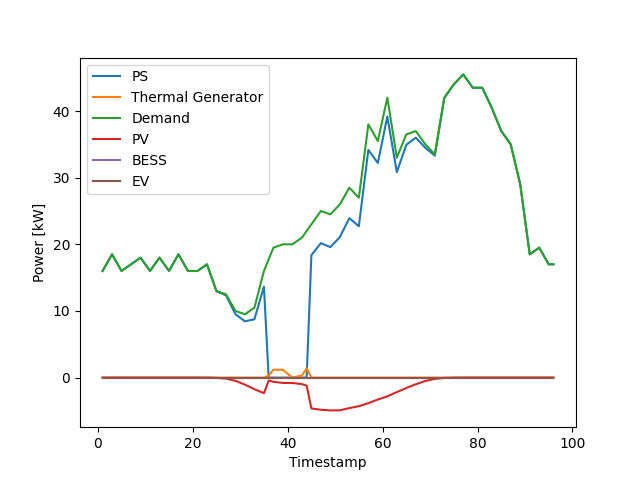 PS
Thermal Generator
Demand
PV
BESS
EV
Power [kW]
40
30
20
10
0
0 20 40 60 80 100
Timestamp